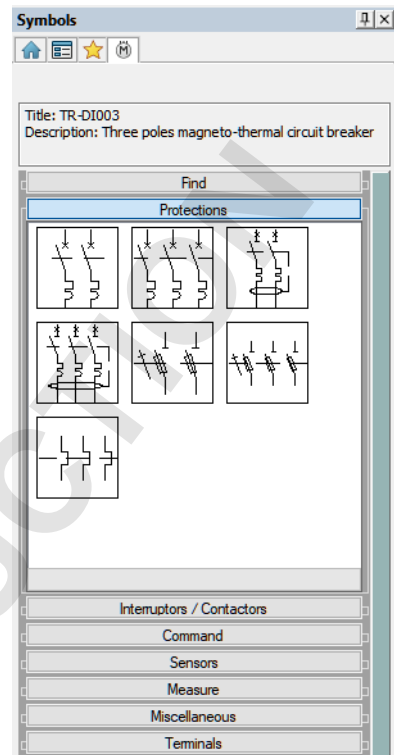 Symbols
Title: TR-DI003
Description: Three poles magneto-thermal circuit breaker
Find
Protections
Interruptors / Contactors
Command
Sensors
Measure
Miscellaneous
Terminals
CTION